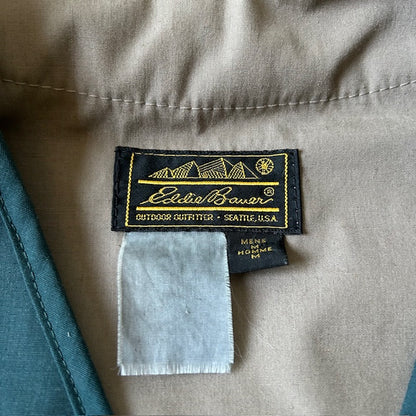 Eddie Bauer®
OUTDOOR OUTFITTER • SEATTLE, U.S.A.
MENS
M
HOMME
M